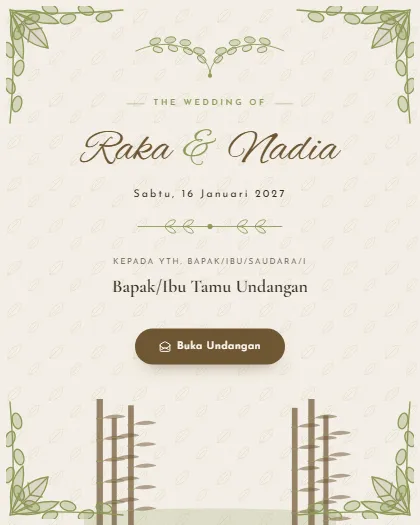 THE WEDDING OF
Raka & Nadia
Sabtu, 16 Januari 2027
KEPADA YTH. BAPAK/IBU/SAUDARA/I
Bapak/Ibu Tamu Undangan
Buka Undangan